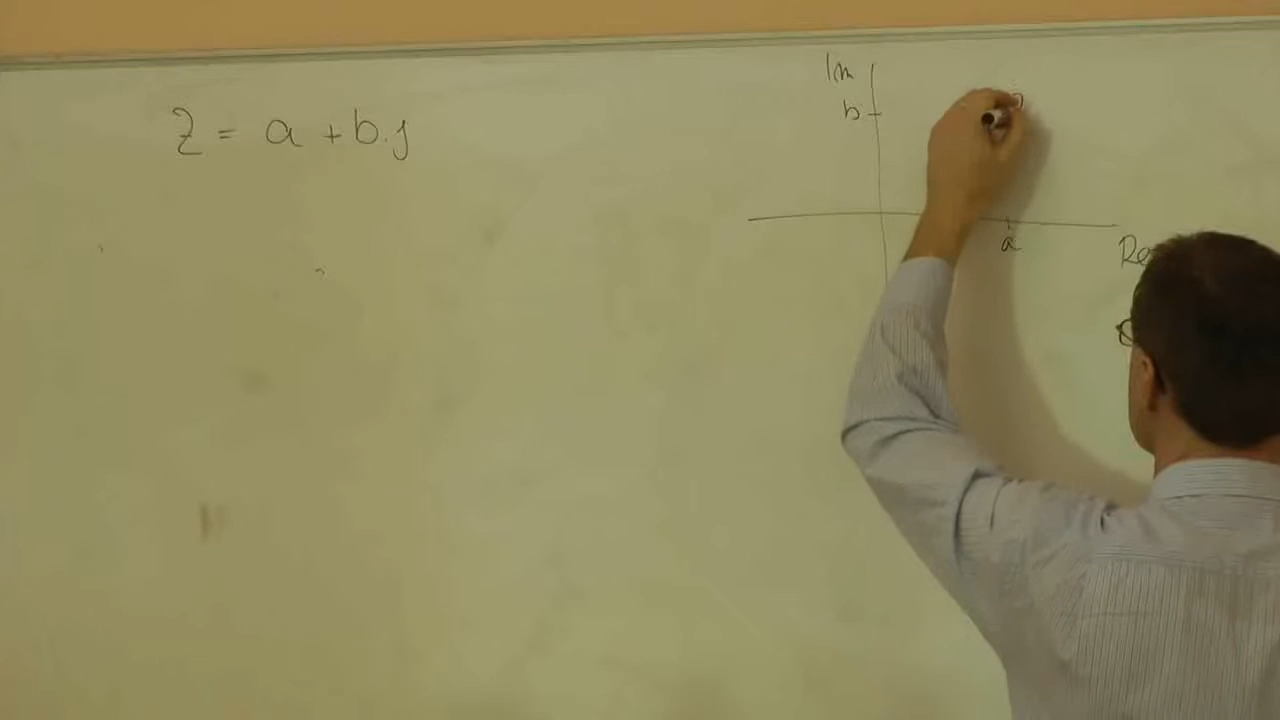 Z = a + b.j
Im
b
a
Re